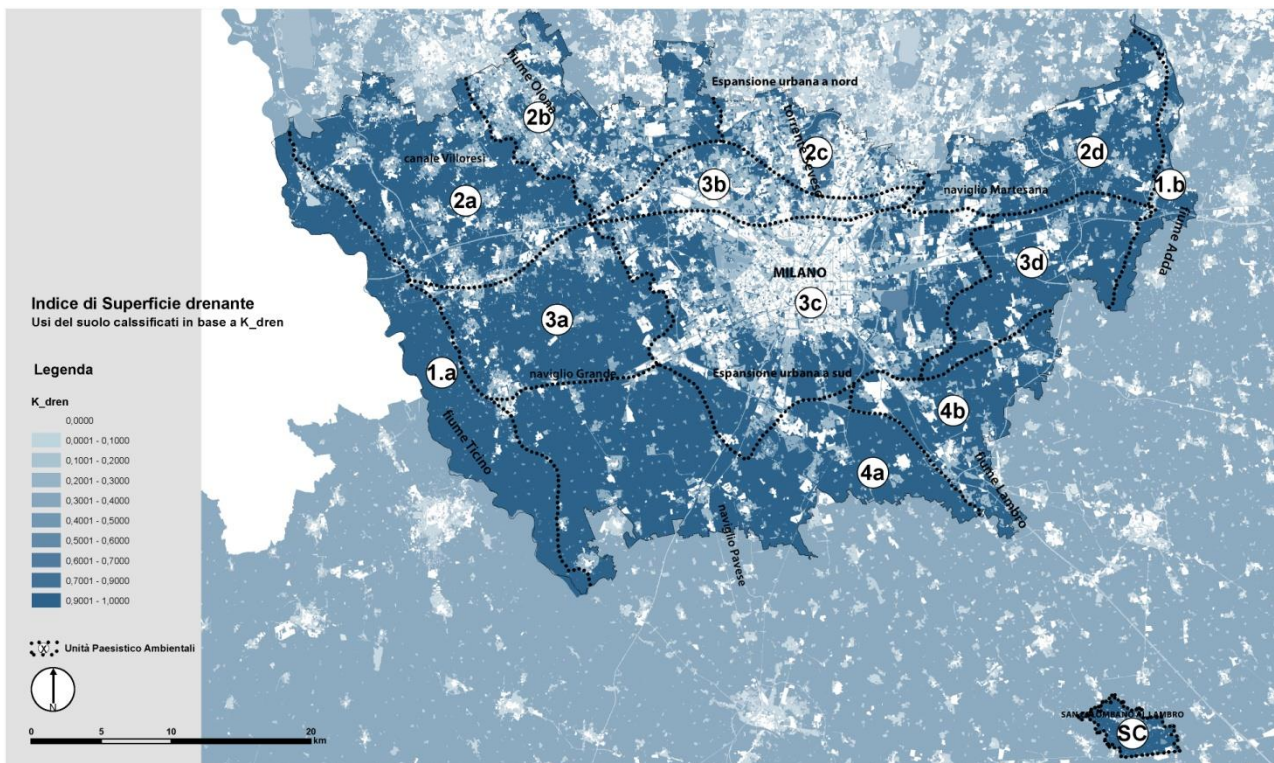 Indice di Superficie drenante
Usi del suolo calssificati in base a K_dren
Legenda
K_dren
0,0000
0,0001 - 0,1000
0,1001 - 0,2000
0,2001 - 0,3000
0,3001 - 0,4000
0,4001 - 0,5000
0,5001 - 0,6000
0,6001 - 0,7000
0,7001 - 0,9000
0,9001 - 1,0000
Unità Paesistico Ambientali
N
0 5 10 20
km
fiume Olona
2b
Espansione urbana a nord
torrente Seveso
2c
2d
canale Villoresi
3b
naviglio Martesana
1.b
2a
fiume Adda
3d
MILANO
3c
3a
1.a
naviglio Grande
Espansione urbana a sud
fiume Ticino
4b
4a
fiume Lambro
naviglio Pavese
SAN COLOMBANO AL LAMBRO
SC